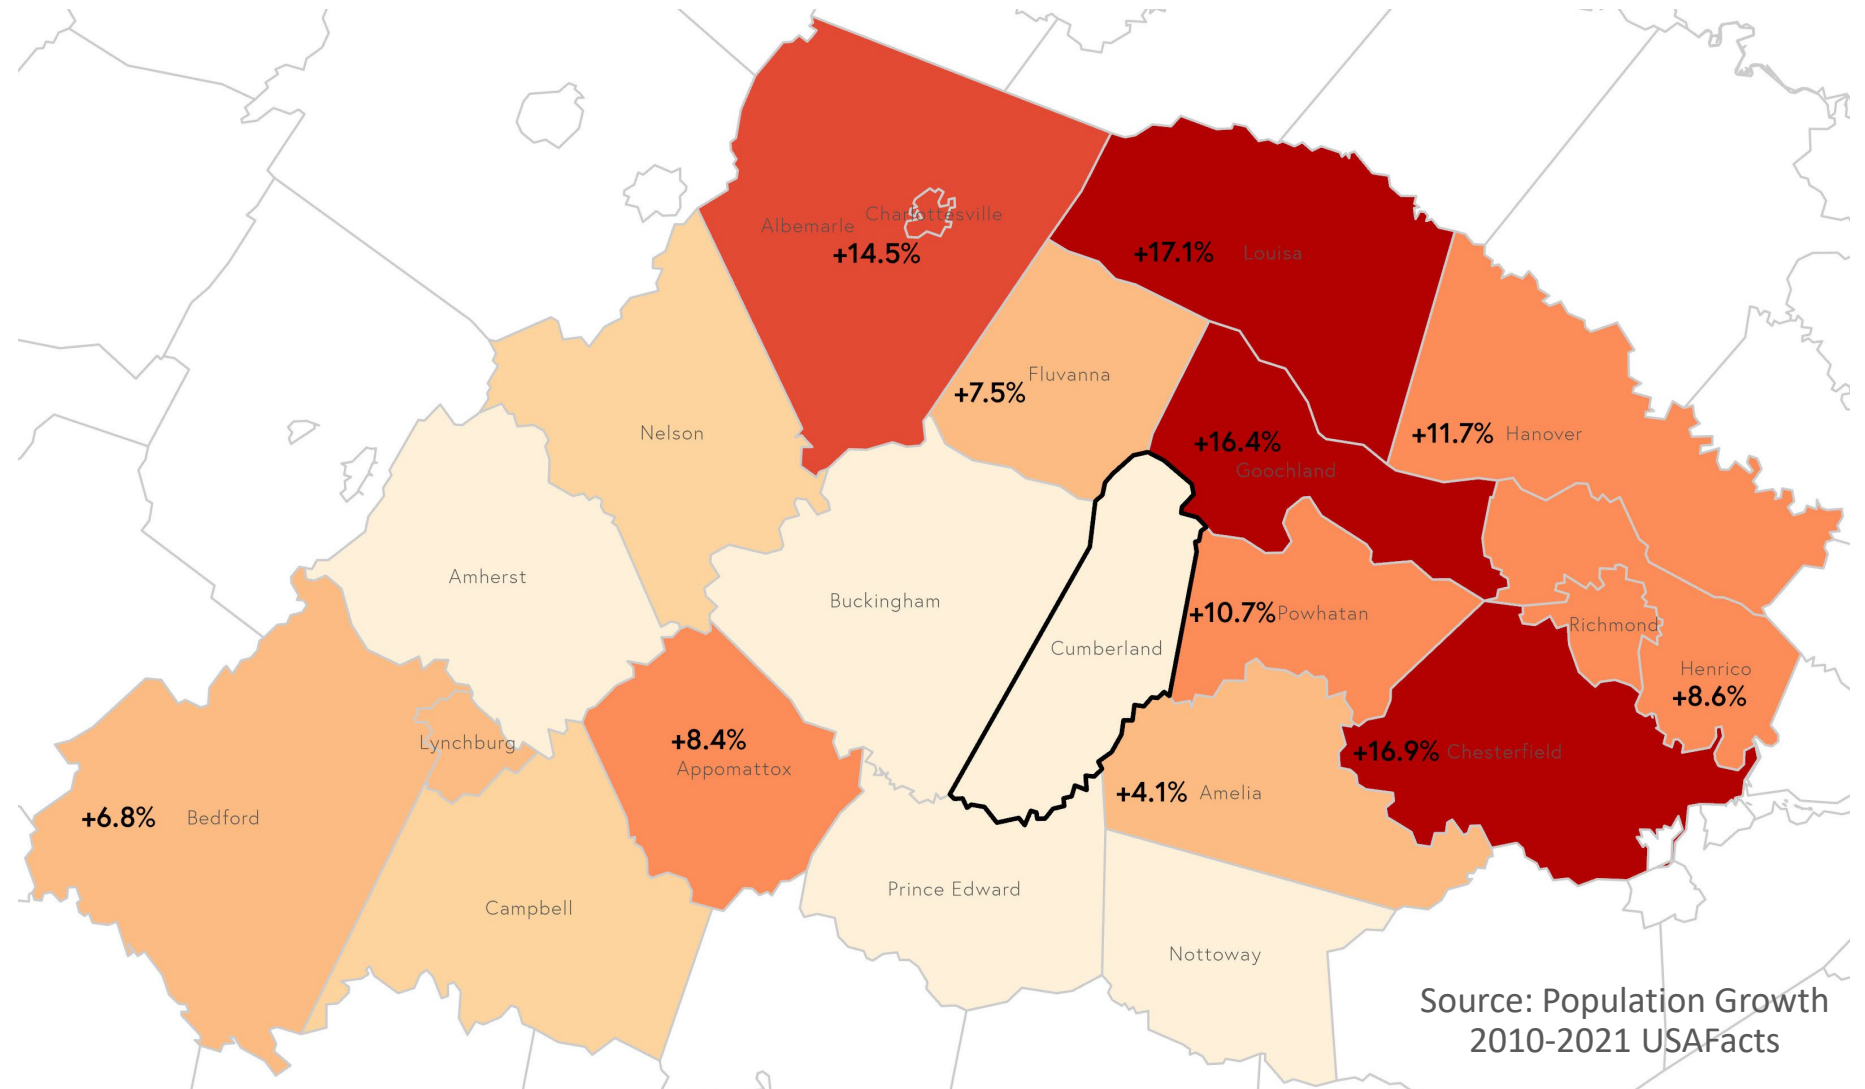 Albemarle
Charlottesville
+14.5%
+17.1%
Louisa
Fluvanna
+7.5%
Nelson
+16.4%
Goochland
+11.7%
Hanover
Amherst
Buckingham
Cumberland
+10.7%
Powhatan
Richmond
Henrico
+8.6%
Lynchburg
+8.4%
Appomattox
+16.9%
Chesterfield
+4.1%
Amelia
+6.8%
Bedford
Campbell
Prince Edward
Nottoway
Source: Population Growth
2010-2021 USAFacts